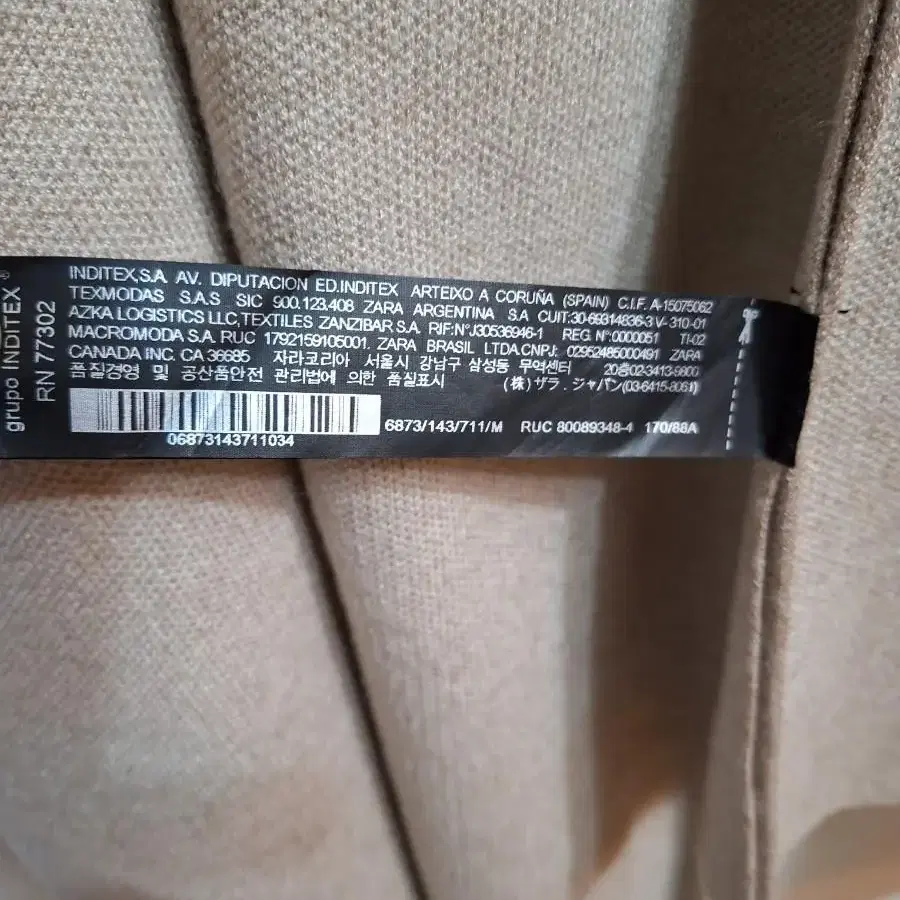 grupo INDITEX ®
RN 77302
INDITEX,S.A. AV. DIPUTACION ED.INDITEX ARTEIXO A CORUÑA (SPAIN) C.I.F. A-15075062
TEXMODAS S.A.S SIC 900.123.408 ZARA ARGENTINA S.A CUIT:30-69314836-3 V-310-01
AZKA LOGISTICS LLC,TEXTILES ZANZIBAR S.A. RIF:N°J30536946-1 REG. N°:0000051 TI-02
MACROMODA S.A. RUC 1792159105001. ZARA BRASIL LTDA.CNPJ: 02952485000491 ZARA
CANADA INC. CA 36685 자라코리아 서울시 강남구 삼성동 무역센터 20층02-3413-9800
품질경영 및 공산품안전 관리법에 의한 품질표시 (株) ザラ . ジャパン(03-6415-8061)
06873143711034
6873/143/711/M RUC 80089348-4 170/88A